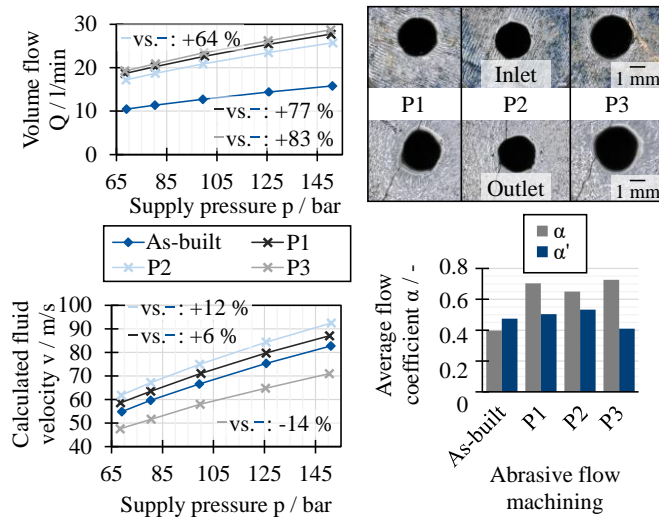 30
20
10
0
Volume flow
Q / l/min
vs. : +64 %
vs. : +77 %
vs. : +83 %
65 85 105 125 145
Supply pressure p / bar
Inlet
1 mm
P1 P2 P3
Outlet
1 mm
As-built P1
P2 P3
100
90
80
70
60
50
40
Calculated fluid
velocity v / m/s
vs. : +12 %
vs. : +6 %
vs. : -14 %
65 85 105 125 145
Supply pressure p / bar
α
α'
0.8
0.6
0.4
0.2
0
Average flow
coefficient α / -
As-built P1 P2 P3
Abrasive flow
machining